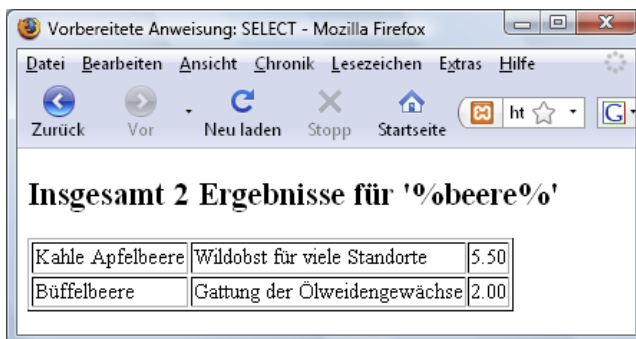 Vorbereitete Anweisung: SELECT - Mozilla Firefox
Datei Bearbeiten Ansicht Chronik Lesezeichen Extras Hilfe
Zurück Vor Neu laden Stopp Startseite ht G
Insgesamt 2 Ergebnisse für '%beere%'
Kahle Apfelbeere Wildobst für viele Standorte 5.50
Büffelbeere Gattung der Ölweidengewächse 2.00